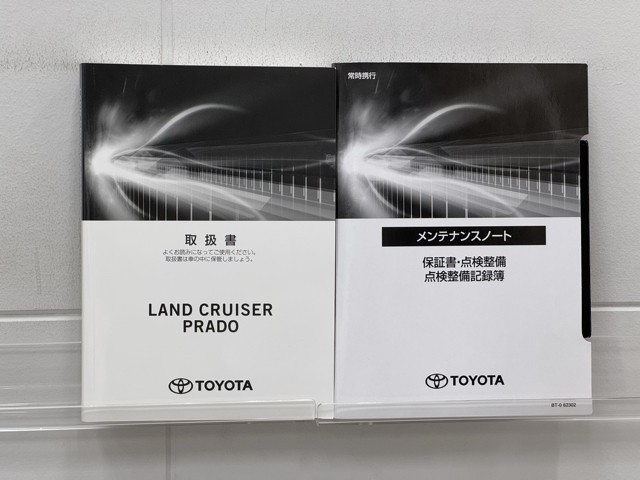 取扱書
よくお読みになってご使用ください。
取扱書は車の中に保管しましょう。
LAND CRUISER
PRADO
TOYOTA
常時携行
メンテナンスノート
保証書・点検整備
点検整備記録簿
TOYOTA